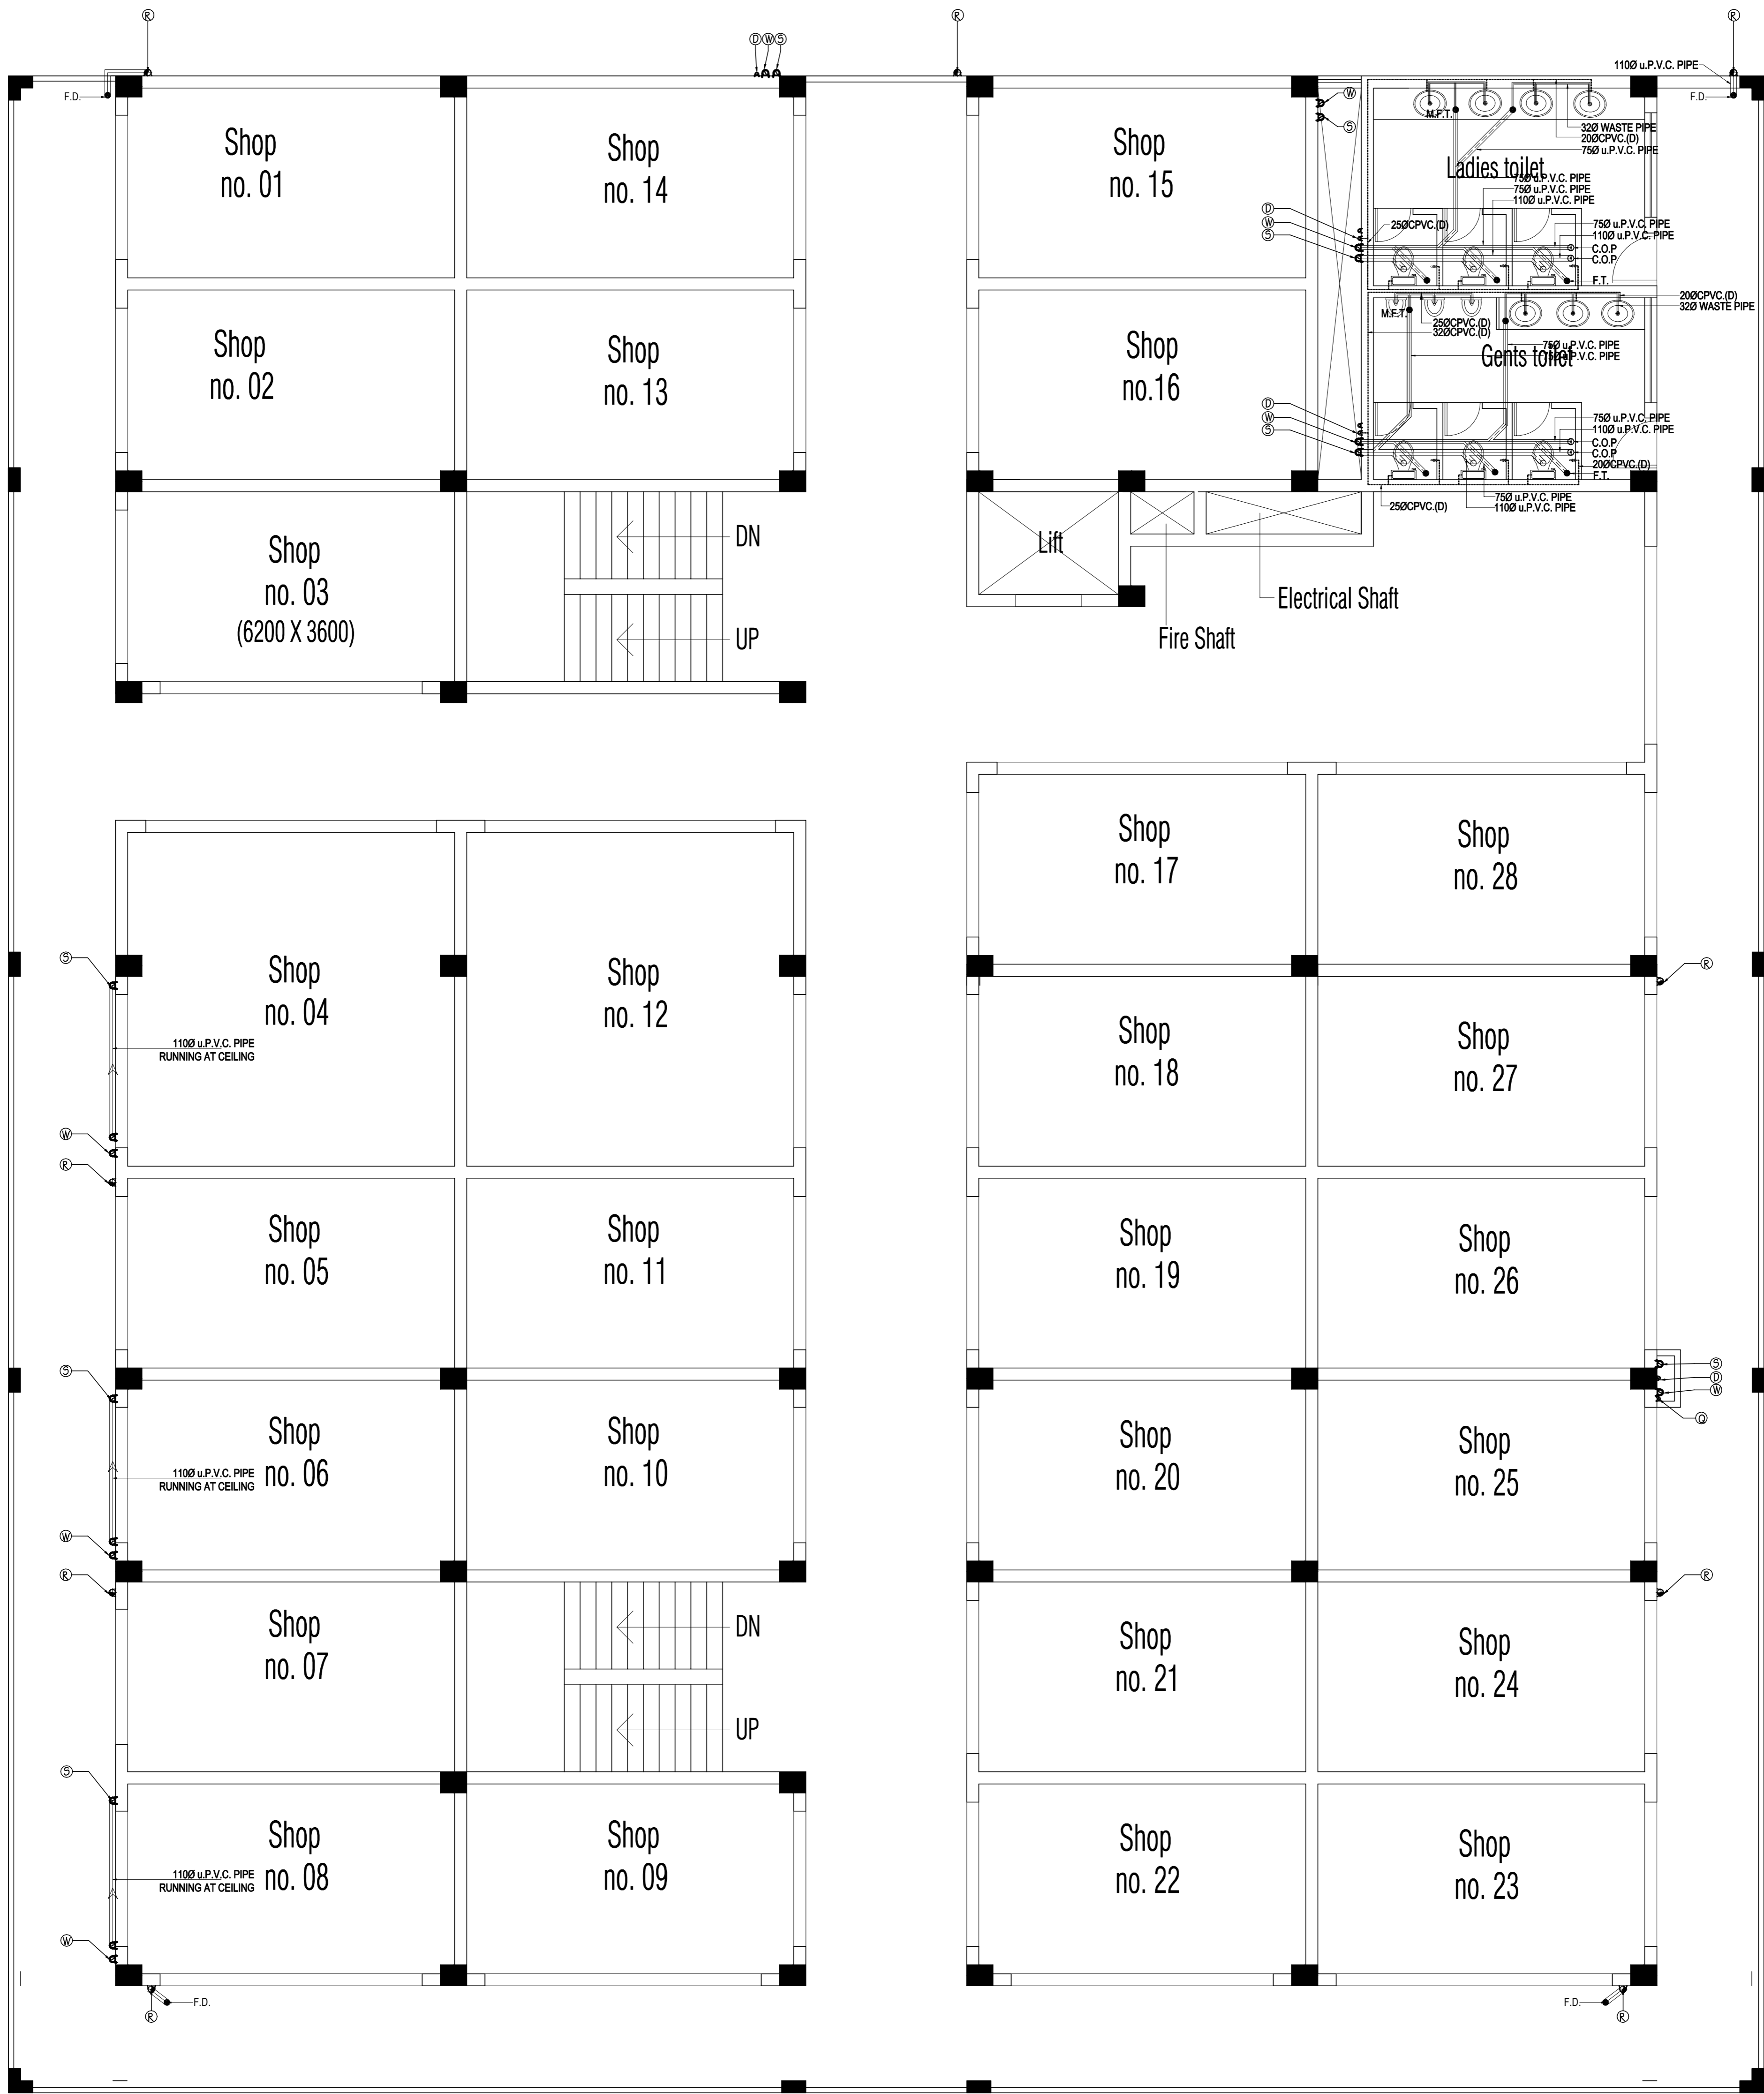 R
R
R
D W S
110Ø u.P.V.C. PIPE
F.D.
F.D.
W
S
M.F.T.
32Ø WASTE PIPE
20ØCPVC.(D)
75Ø u.P.V.C. PIPE
Shop
no. 01
Shop
no. 14
Shop
no. 15
Ladies toilet
75Ø u.P.V.C. PIPE
75Ø u.P.V.C. PIPE
110Ø u.P.V.C. PIPE
D
W
S
25ØCPVC.(D)
75Ø u.P.V.C. PIPE
110Ø u.P.V.C. PIPE
C.O.P
C.O.P
F.T.
20ØCPVC.(D)
32Ø WASTE PIPE
M.F.T.
25ØCPVC.(D)
32ØCPVC.(D)
75Ø u.P.V.C. PIPE
75Ø u.P.V.C. PIPE
Gents toilet
Shop
no. 02
Shop
no. 13
Shop
no.16
D
W
S
75Ø u.P.V.C. PIPE
110Ø u.P.V.C. PIPE
C.O.P
C.O.P
20ØCPVC.(D)
F.T.
75Ø u.P.V.C. PIPE
110Ø u.P.V.C. PIPE
25ØCPVC.(D)
Shop
no. 03
(6200 X 3600)
DN
UP
Lift
Electrical Shaft
Fire Shaft
Shop
no. 17
Shop
no. 28
S
Shop
no. 04
Shop
no. 12
R
110Ø u.P.V.C. PIPE
RUNNING AT CEILING
Shop
no. 18
Shop
no. 27
W
R
Shop
no. 05
Shop
no. 11
Shop
no. 19
Shop
no. 26
S
S
D
W
Q
Shop
no. 06
110Ø u.P.V.C. PIPE
RUNNING AT CEILING
Shop
no. 10
Shop
no. 20
Shop
no. 25
W
R
R
Shop
no. 07
DN
UP
Shop
no. 21
Shop
no. 24
S
Shop
no. 08
110Ø u.P.V.C. PIPE
RUNNING AT CEILING
Shop
no. 09
Shop
no. 22
Shop
no. 23
W
F.D.
R
F.D.
R